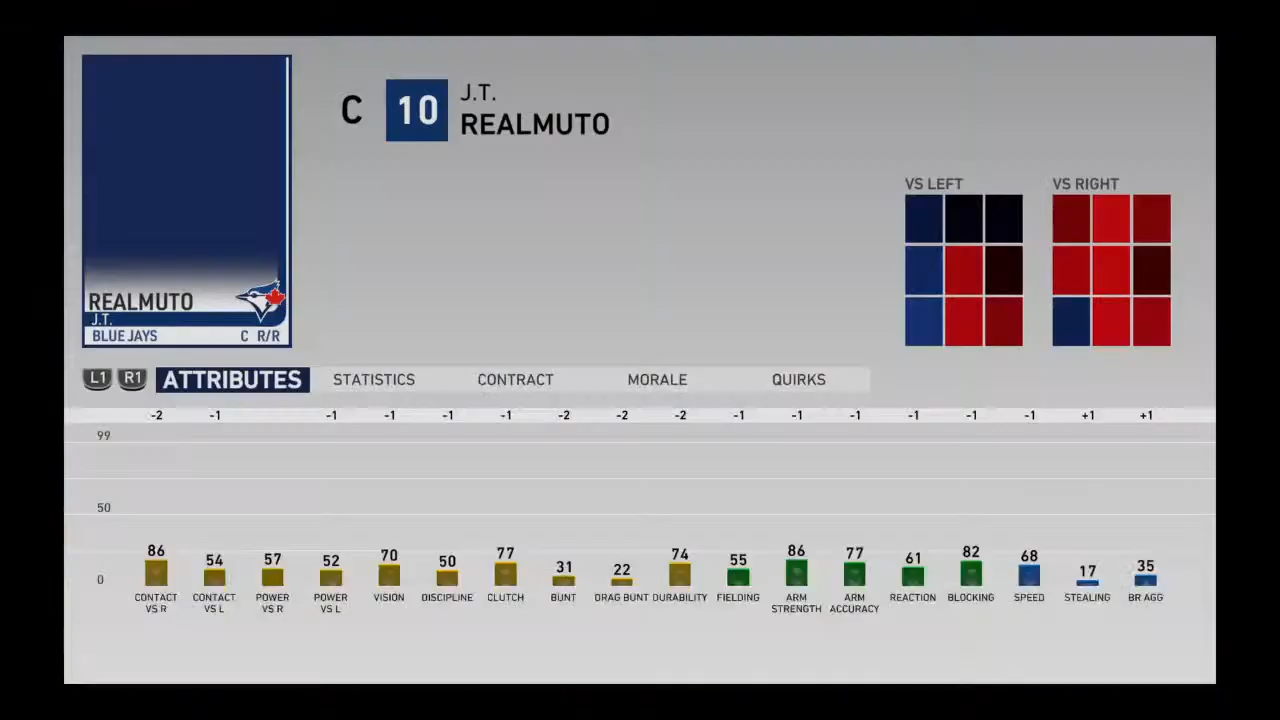 C 10 J.T.
REALMUTO
VS LEFT VS RIGHT
REALMUTO
J.T.
BLUE JAYS C R/R
L1 R1 ATTRIBUTES STATISTICS CONTRACT MORALE QUIRKS
-2 -1 -1 -1 -1 -1 -2 -2 -2 -1 -1 -1 -1 -1 -1 +1 +1
99
50
0
86 54 57 52 70 50 77 31 22 74 55 86 77 61 82 68 17 35
CONTACT CONTACT POWER POWER VISION DISCIPLINE CLUTCH BUNT DRAG BUNT DURABILITY FIELDING ARM ARM REACTION BLOCKING SPEED STEALING BR AGG
VS R VS L VS R VS L STRENGTH ACCURACY